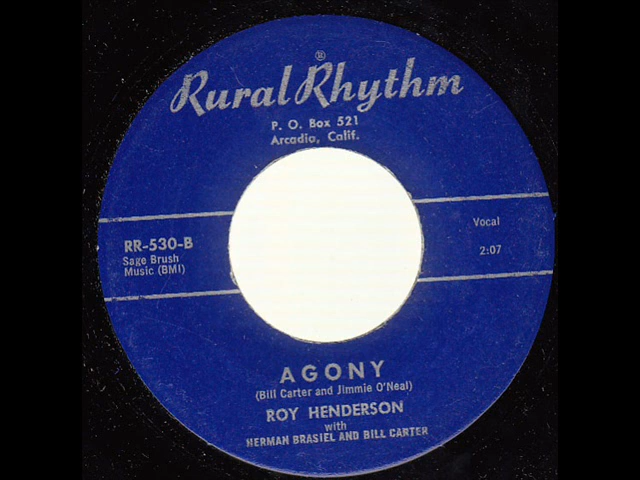 ®
Rural Rhythm
P. O. Box 521
Arcadia, Calif.
RR-530-B
Sage Brush
Music (BMI)
Vocal
2:07
AGONY
(Bill Carter and Jimmie O'Neal)
ROY HENDERSON
with
HERMAN BRASIEL AND BILL CARTER